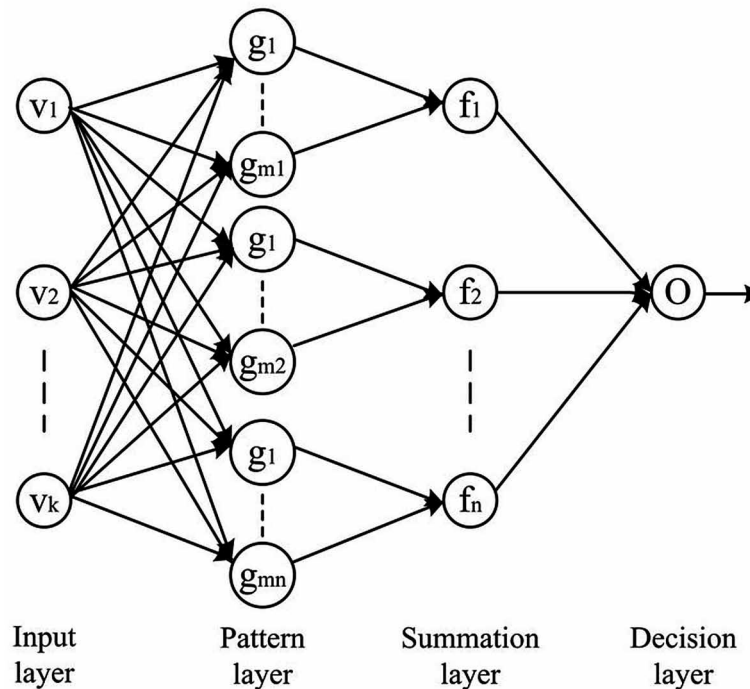 g1
v1
f1
gm1
g1
v2
f2
O
gm2
g1
vk
fn
gmn
Input layer
Pattern layer
Summation layer
Decision layer